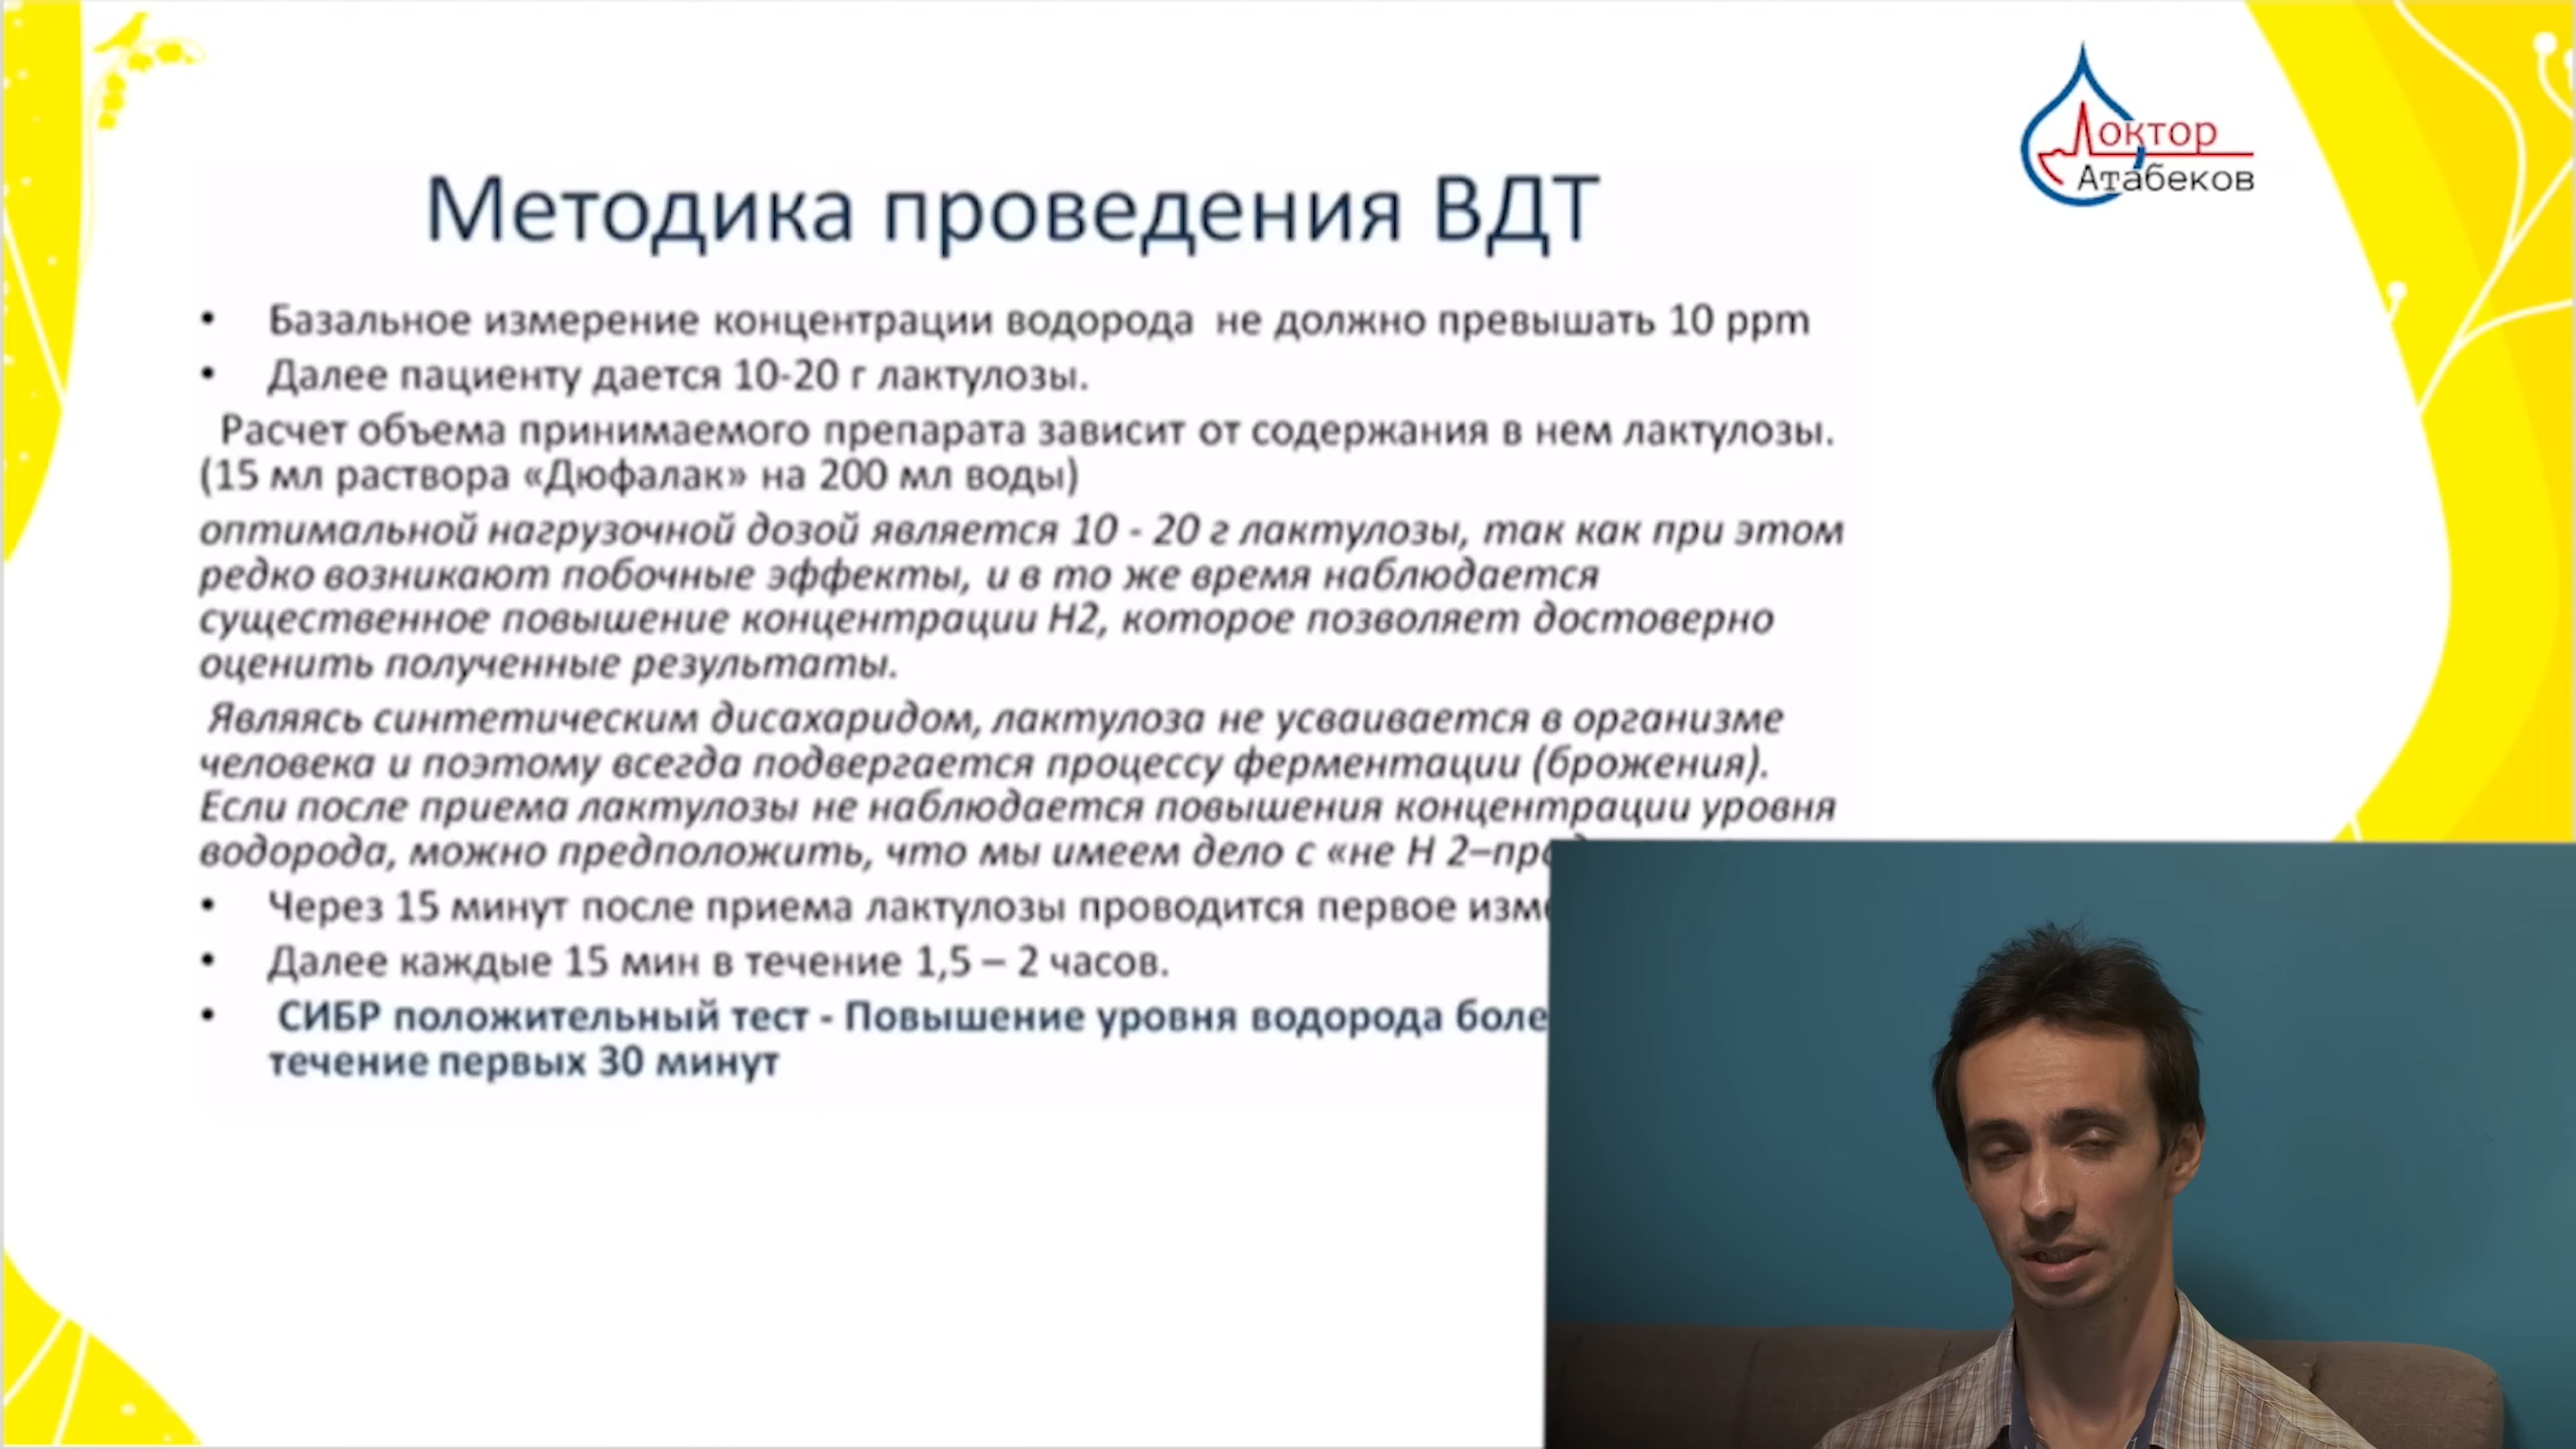 Доктор
Атабеков
Методика проведения ВДТ
• Базальное измерение концентрации водорода не должно превышать 10 ppm
• Далее пациенту дается 10-20 г лактулозы.
Расчет объема принимаемого препарата зависит от содержания в нем лактулозы.
(15 мл раствора «Дюфалак» на 200 мл воды)
оптимальной нагрузочной дозой является 10 - 20 г лактулозы, так как при этом
редко возникают побочные эффекты, и в то же время наблюдается
существенное повышение концентрации H2, которое позволяет достоверно
оценить полученные результаты.
Являясь синтетическим дисахаридом, лактулоза не усваивается в организме
человека и поэтому всегда подвергается процессу ферментации (брожения).
Если после приема лактулозы не наблюдается повышения концентрации уровня
водорода, можно предположить, что мы имеем дело с «не H 2–
• Через 15 минут после приема лактулозы проводится первое
• Далее каждые 15 мин в течение 1,5 – 2 часов.
• СИБР положительный тест - Повышение уровня водорода
течение первых 30 минут